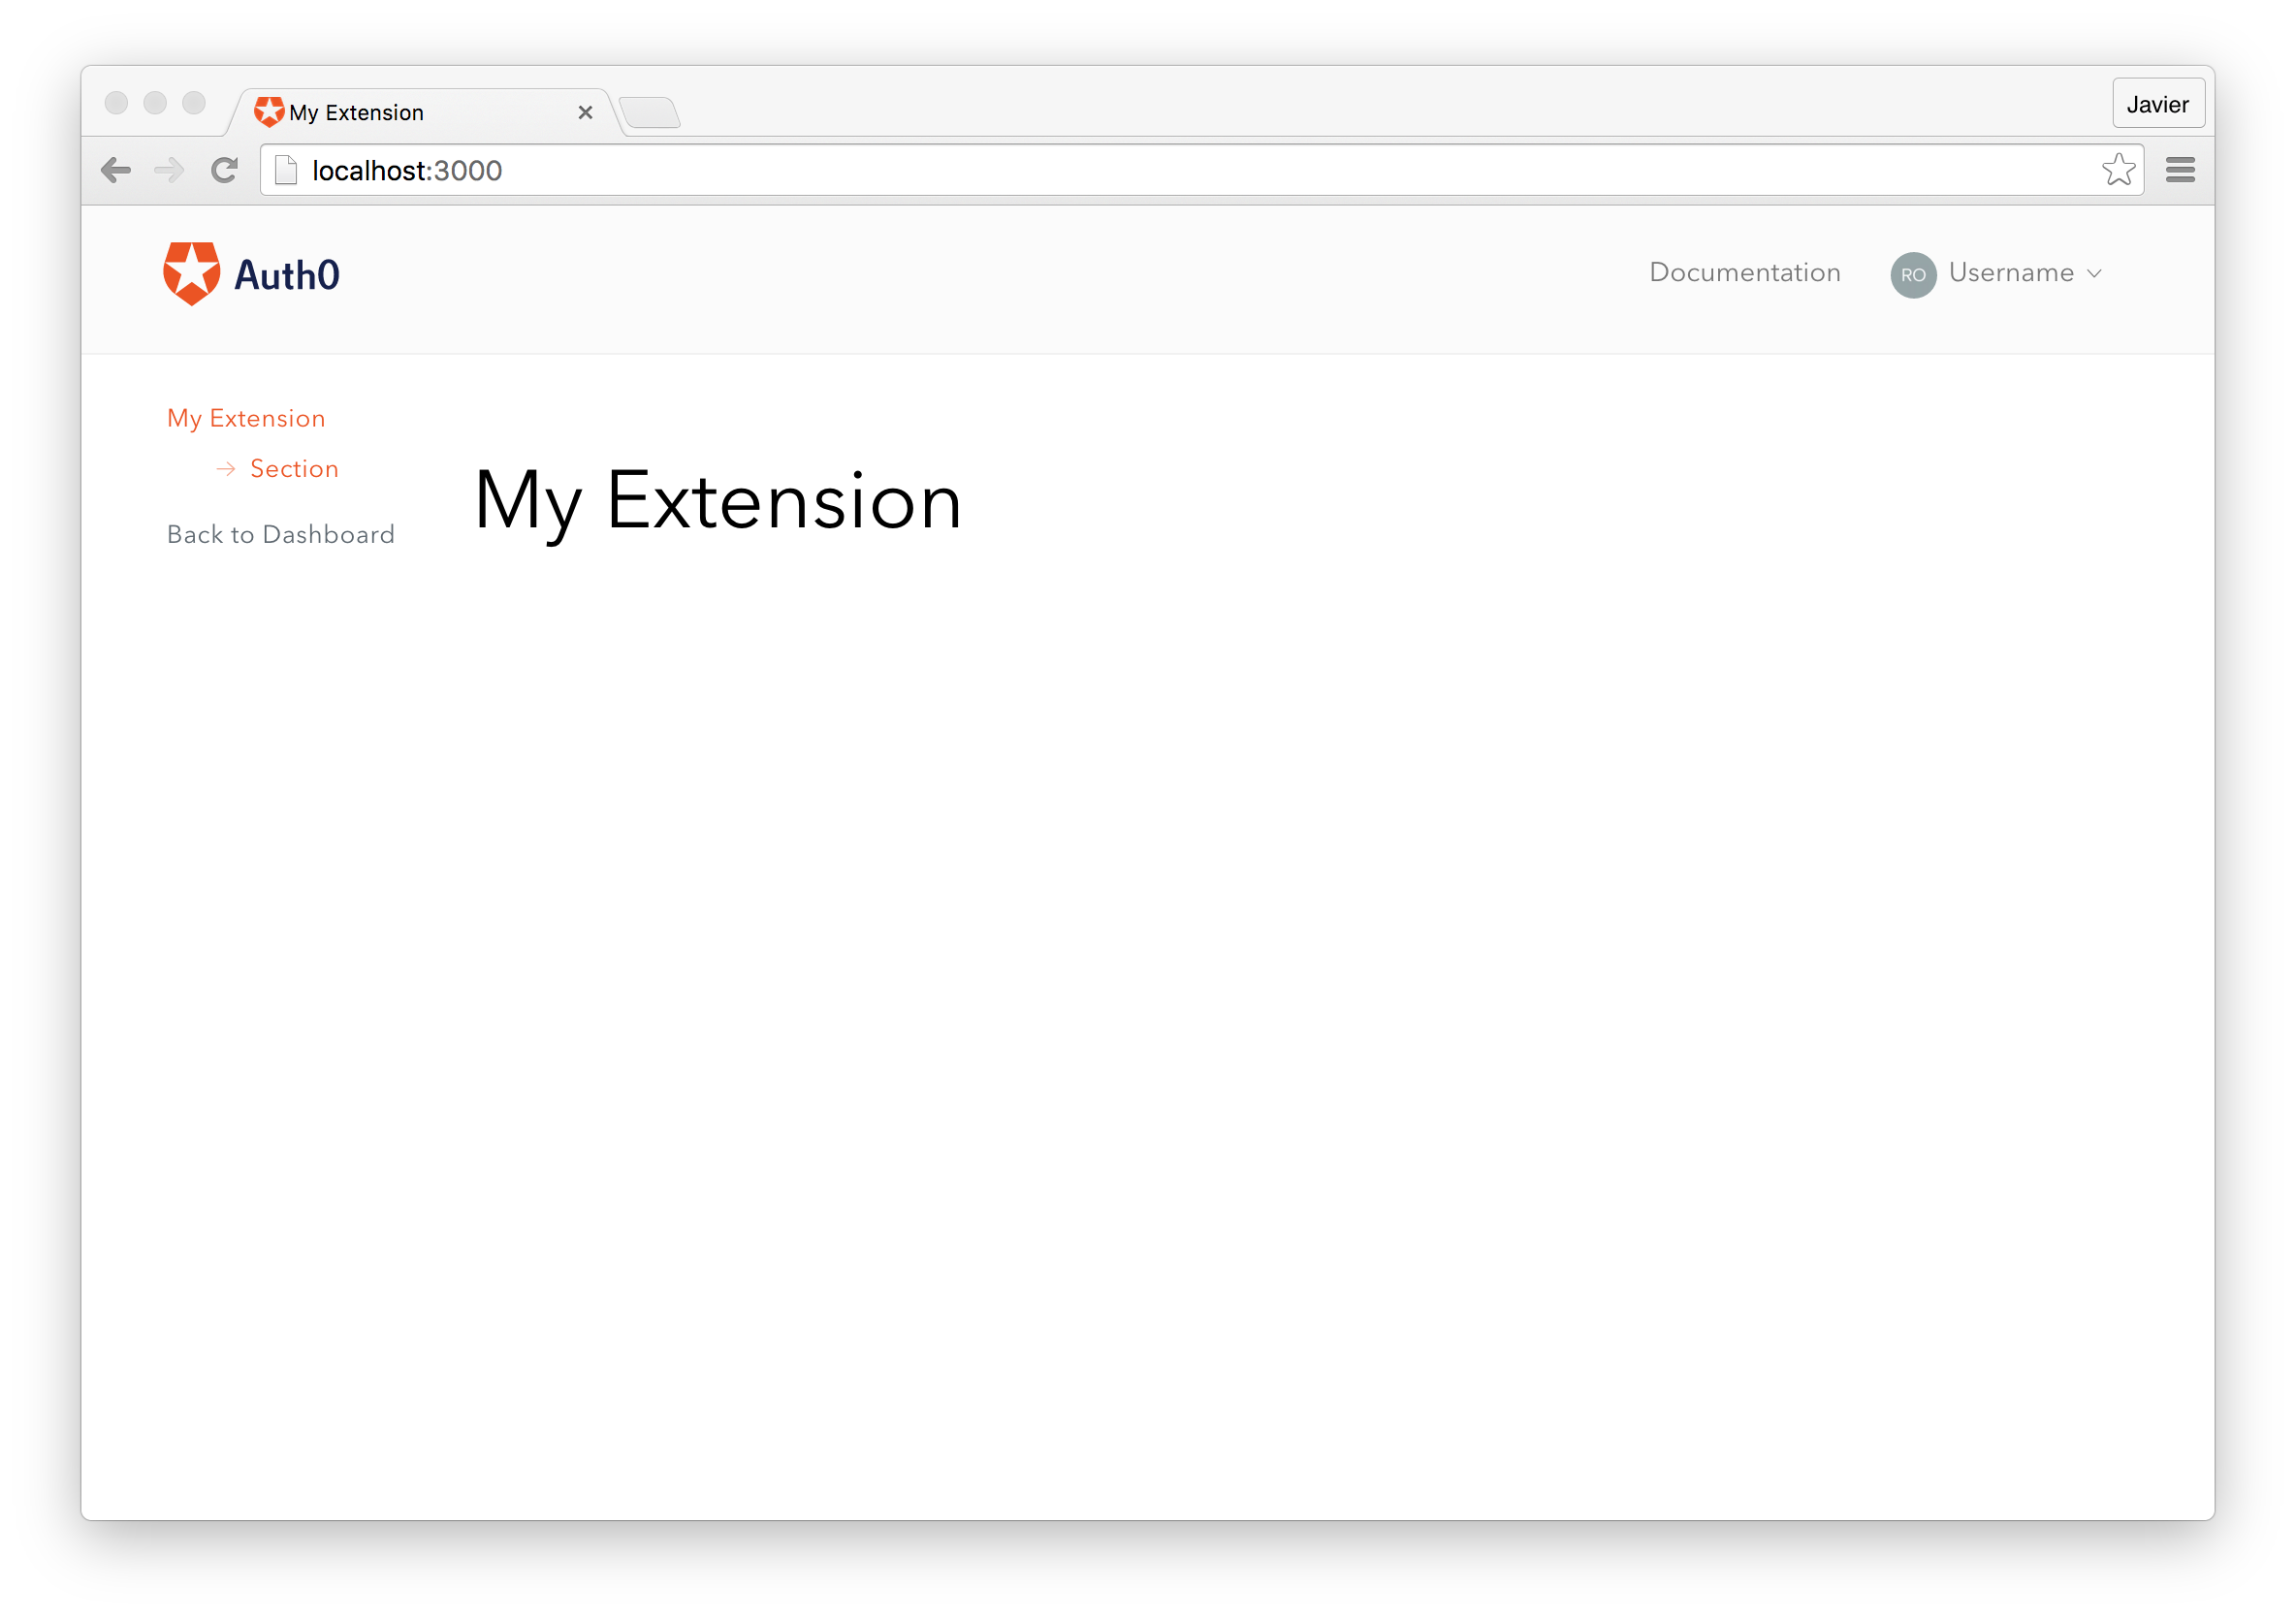 My Extension
Javier
localhost:3000
Auth0
Documentation
RO Username
My Extension
Section
Back to Dashboard
My Extension